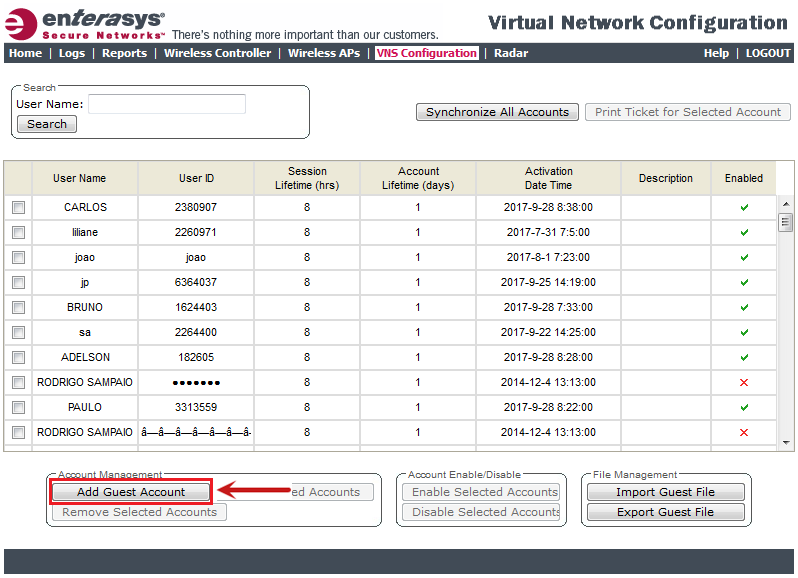 enterasys®
Secure Networks™ There's nothing more important than our customers.
Virtual Network Configuration
Home | Logs | Reports | Wireless Controller | Wireless APs | VNS Configuration | Radar Help | LOGOUT
Search
User Name:
Search
Synchronize All Accounts Print Ticket for Selected Account
User Name User ID Session Lifetime (hrs) Account Lifetime (days) Activation Date Time Description Enabled
CARLOS 2380907 8 1 2017-9-28 8:38:00
liliane 2260971 8 1 2017-7-31 7:5:00
joao joao 8 1 2017-8-1 7:23:00
jp 6364037 8 1 2017-9-25 14:19:00
BRUNO 1624403 8 1 2017-9-28 7:33:00
sa 2264400 8 1 2017-9-22 14:25:00
ADELSON 182605 8 1 2017-9-28 8:28:00
RODRIGO SAMPAIO ●●●●●●● 8 1 2014-12-4 13:13:00
PAULO 3313559 8 1 2017-9-28 8:22:00
RODRIGO SAMPAIO â—â—â—â—â—â—â- 8 1 2014-12-4 13:13:00
Account Management Account Enable/Disable File Management
Add Guest Account ed Accounts Enable Selected Accounts Import Guest File
Remove Selected Accounts Disable Selected Accounts Export Guest File